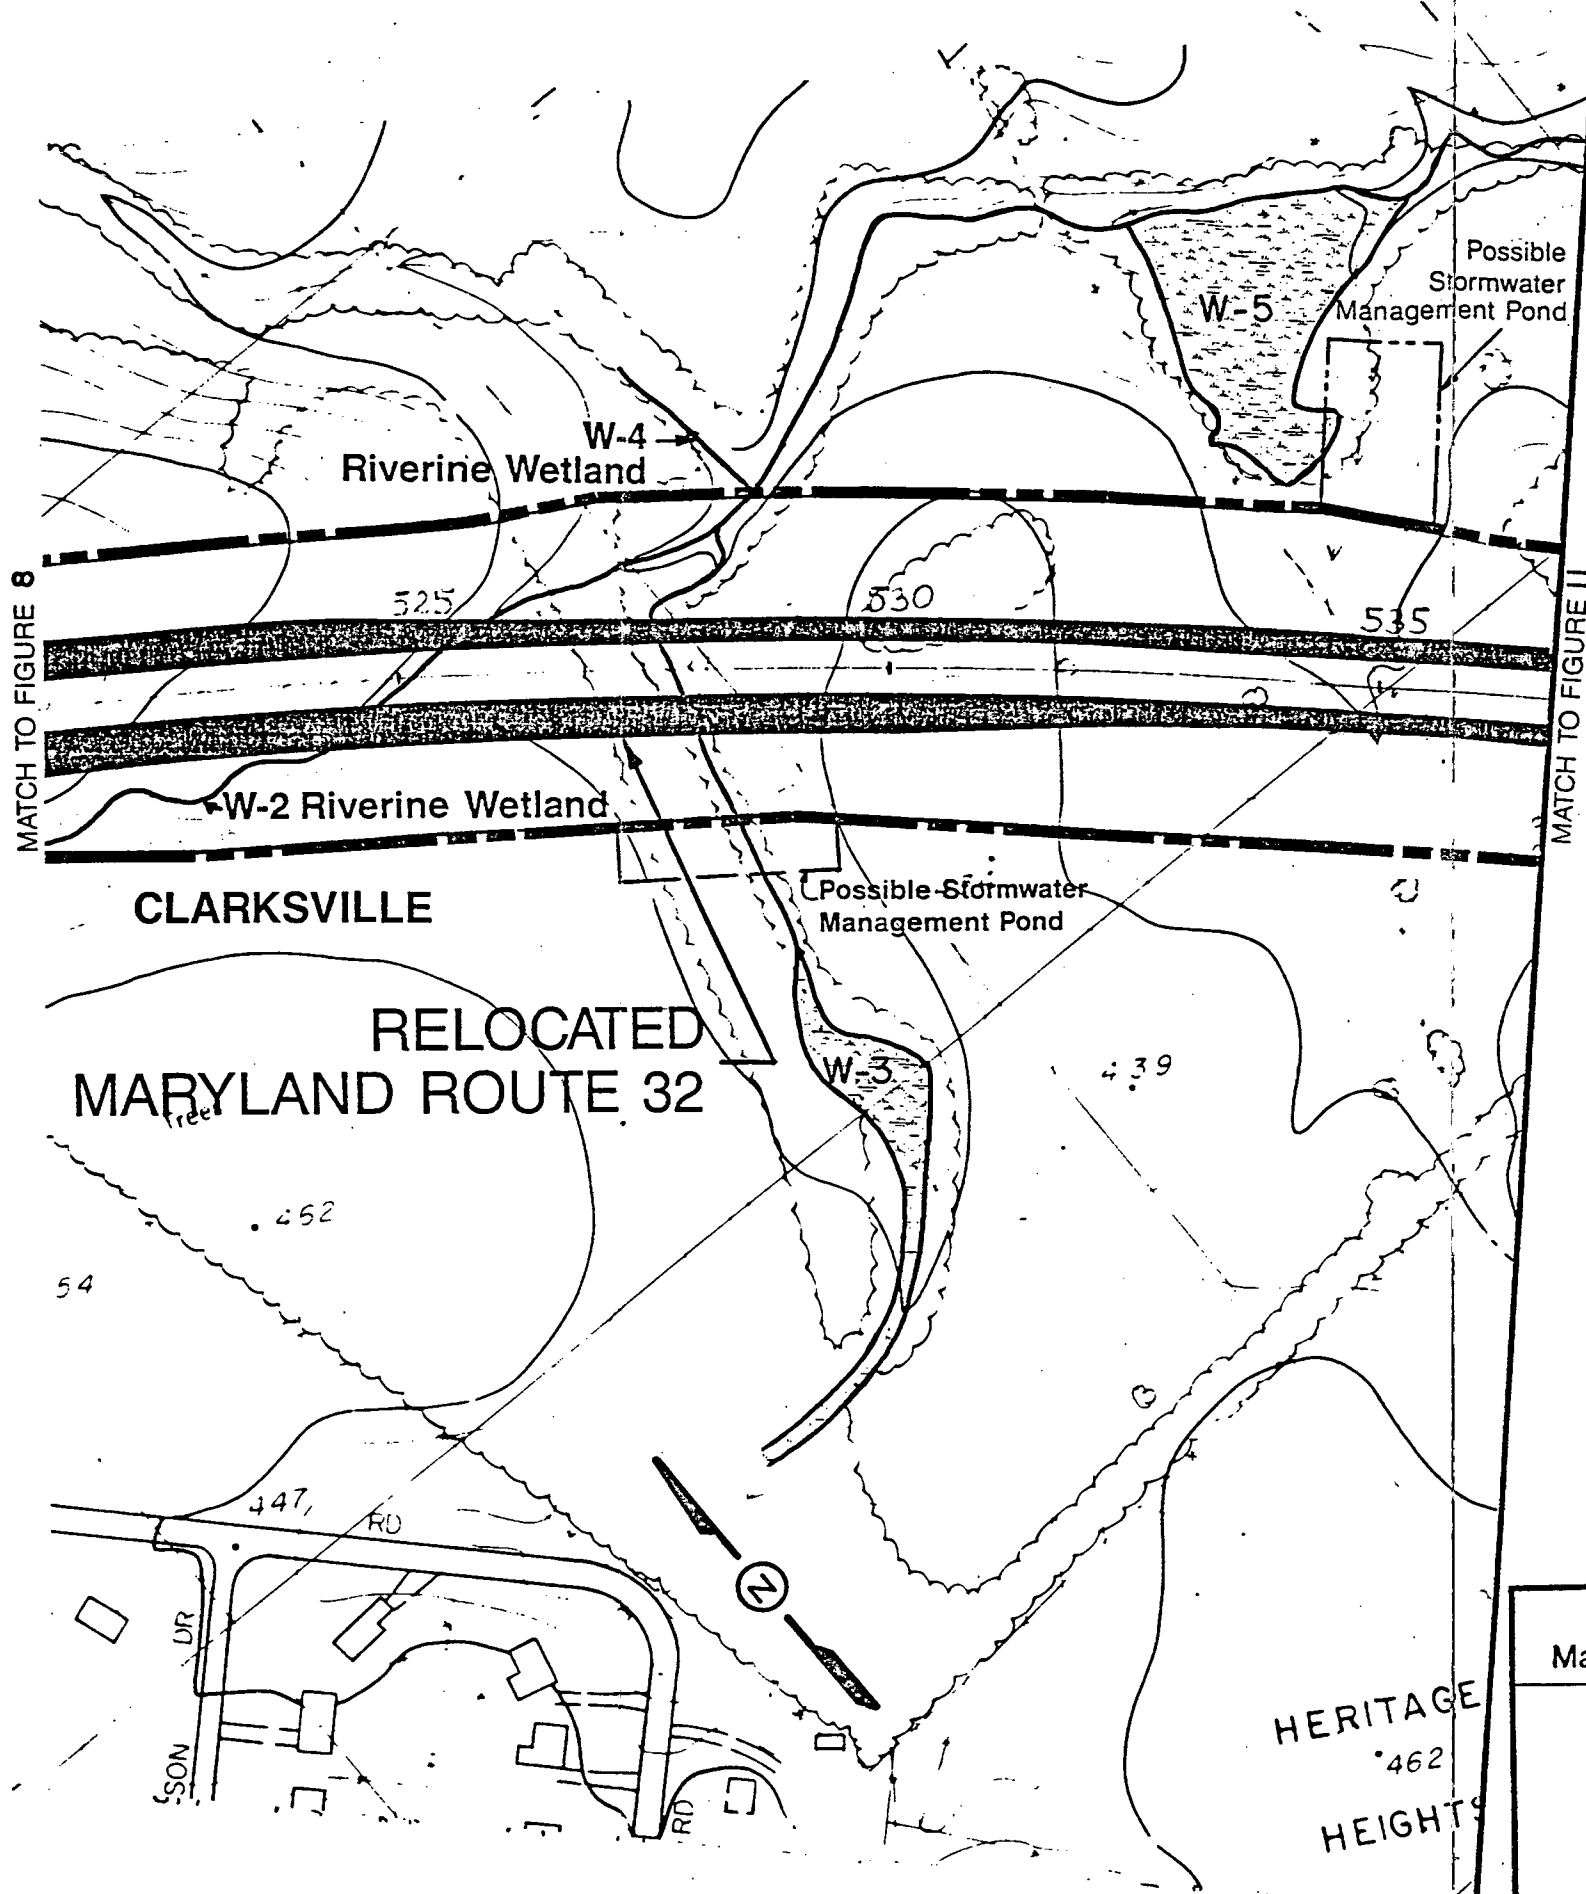 Possible
Stormwater
Management Pond
W-5
W-4
Riverine Wetland
MATCH TO FIGURE 8
525
530
535
MATCH TO FIGURE 11
W-2 Riverine Wetland
Possible Stormwater
Management Pond
CLARKSVILLE
RELOCATED
MARYLAND ROUTE 32
Tree
W-3
439
462
54
447
RD
DR
SON
RD
N
HERITAGE
462
HEIGHTS